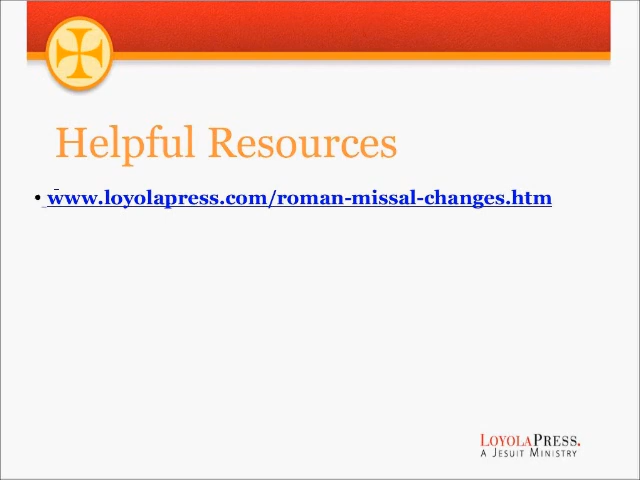 Helpful Resources
• www.loyolapress.com/roman-missal-changes.htm
LOYOLAPRESS.
A JESUIT MINISTRY